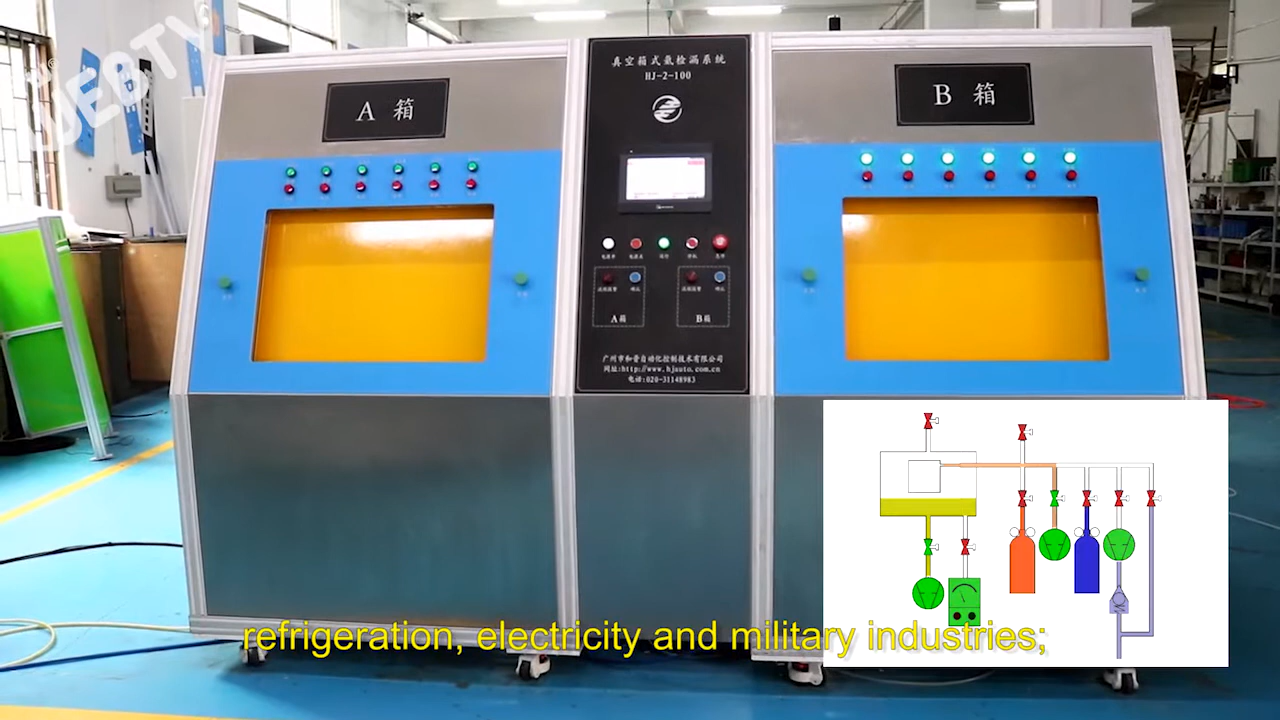 WEBTV
A 箱
真空箱式氦检漏系统
HJ-2-100
B 箱
A箱
B箱
广州市和晋自动化控制技术有限公司
网址:http://www.hjauto.com.cn
电话:020-31148983
refrigeration, electricity and military industries;